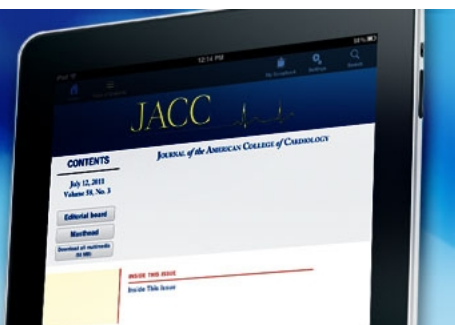 iPad
12:14 PM
98%
My Scrapbook
Settings
Search
JACC
JOURNAL of the AMERICAN COLLEGE of CARDIOLOGY
CONTENTS
July 12, 2011
Volume 58, No. 3
Editorial board
Masthead
Download all multimedia
INSIDE THIS ISSUE
Inside This Issue